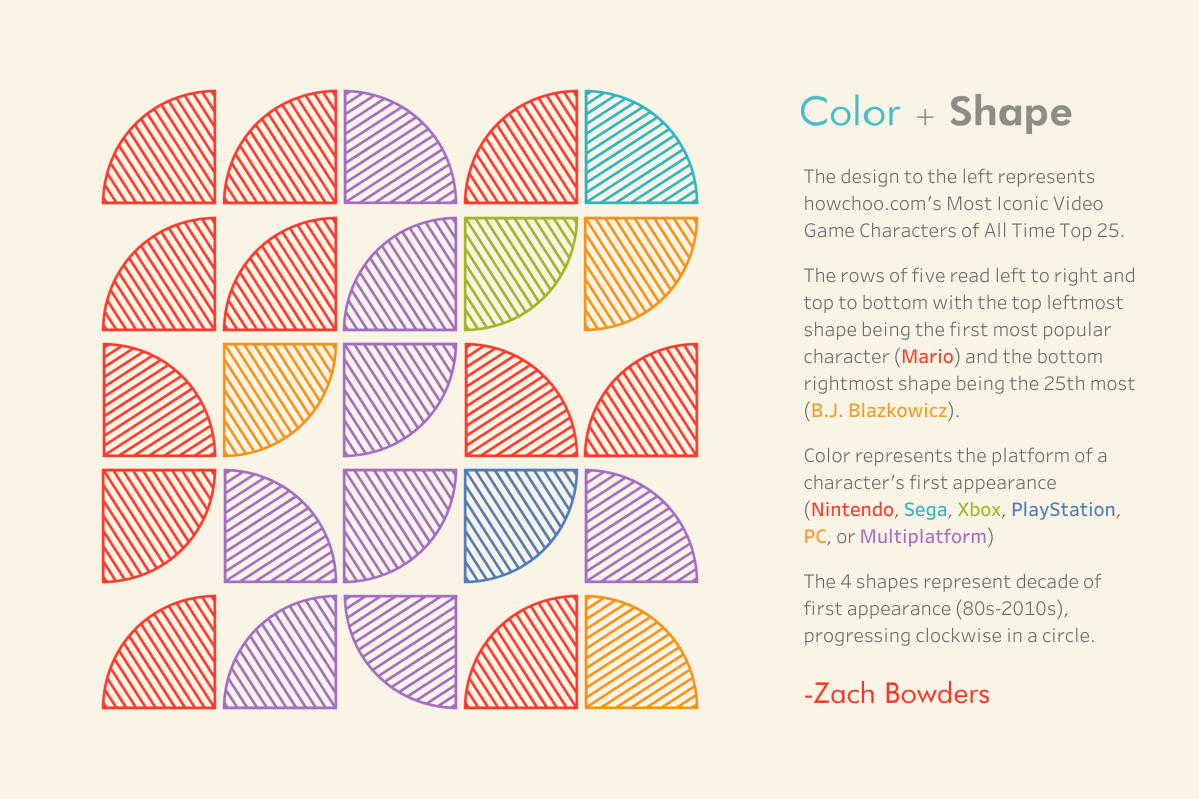 Color + Shape
The design to the left represents
howchoo.com's Most Iconic Video
Game Characters of All Time Top 25.
The rows of five read left to right and
top to bottom with the top leftmost
shape being the first most popular
character (Mario) and the bottom
rightmost shape being the 25th most
(B.J. Blazkowicz).
Color represents the platform of a
character's first appearance
(Nintendo, Sega, Xbox, PlayStation,
PC, or Multiplatform)
The 4 shapes represent decade of
first appearance (80s-2010s),
progressing clockwise in a circle.
-Zach Bowders